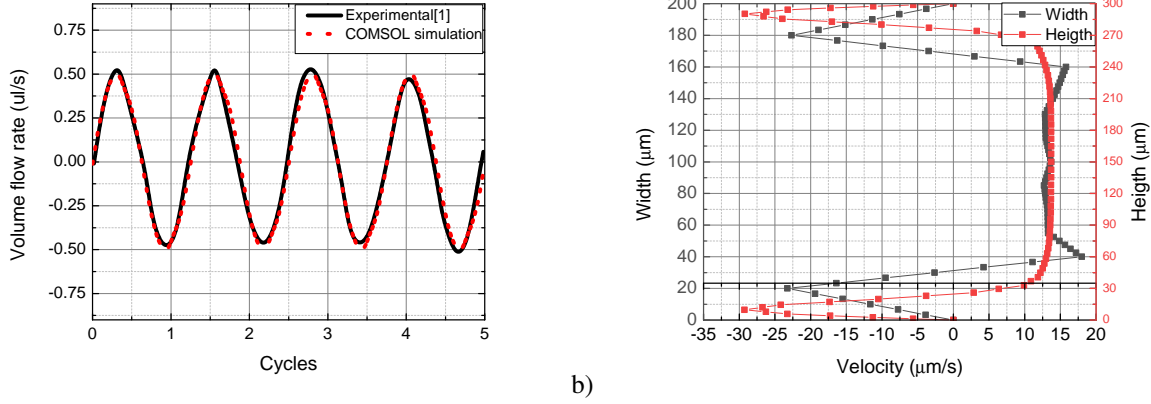 0.75
0.50
0.25
0.00
-0.25
-0.50
-0.75
Volume flow rate (ul/s)
Experimental[1]
COMSOL simulation
0 1 2 3 4 5
Cycles
b)
200
180
160
140
120
100
80
60
40
20
0
Width (μm)
Width
Heigth
300
270
240
210
180
150
120
90
60
30
0
Heigth (μm)
-35 -30 -25 -20 -15 -10 -5 0 5 10 15 20
Velocity (μm/s)